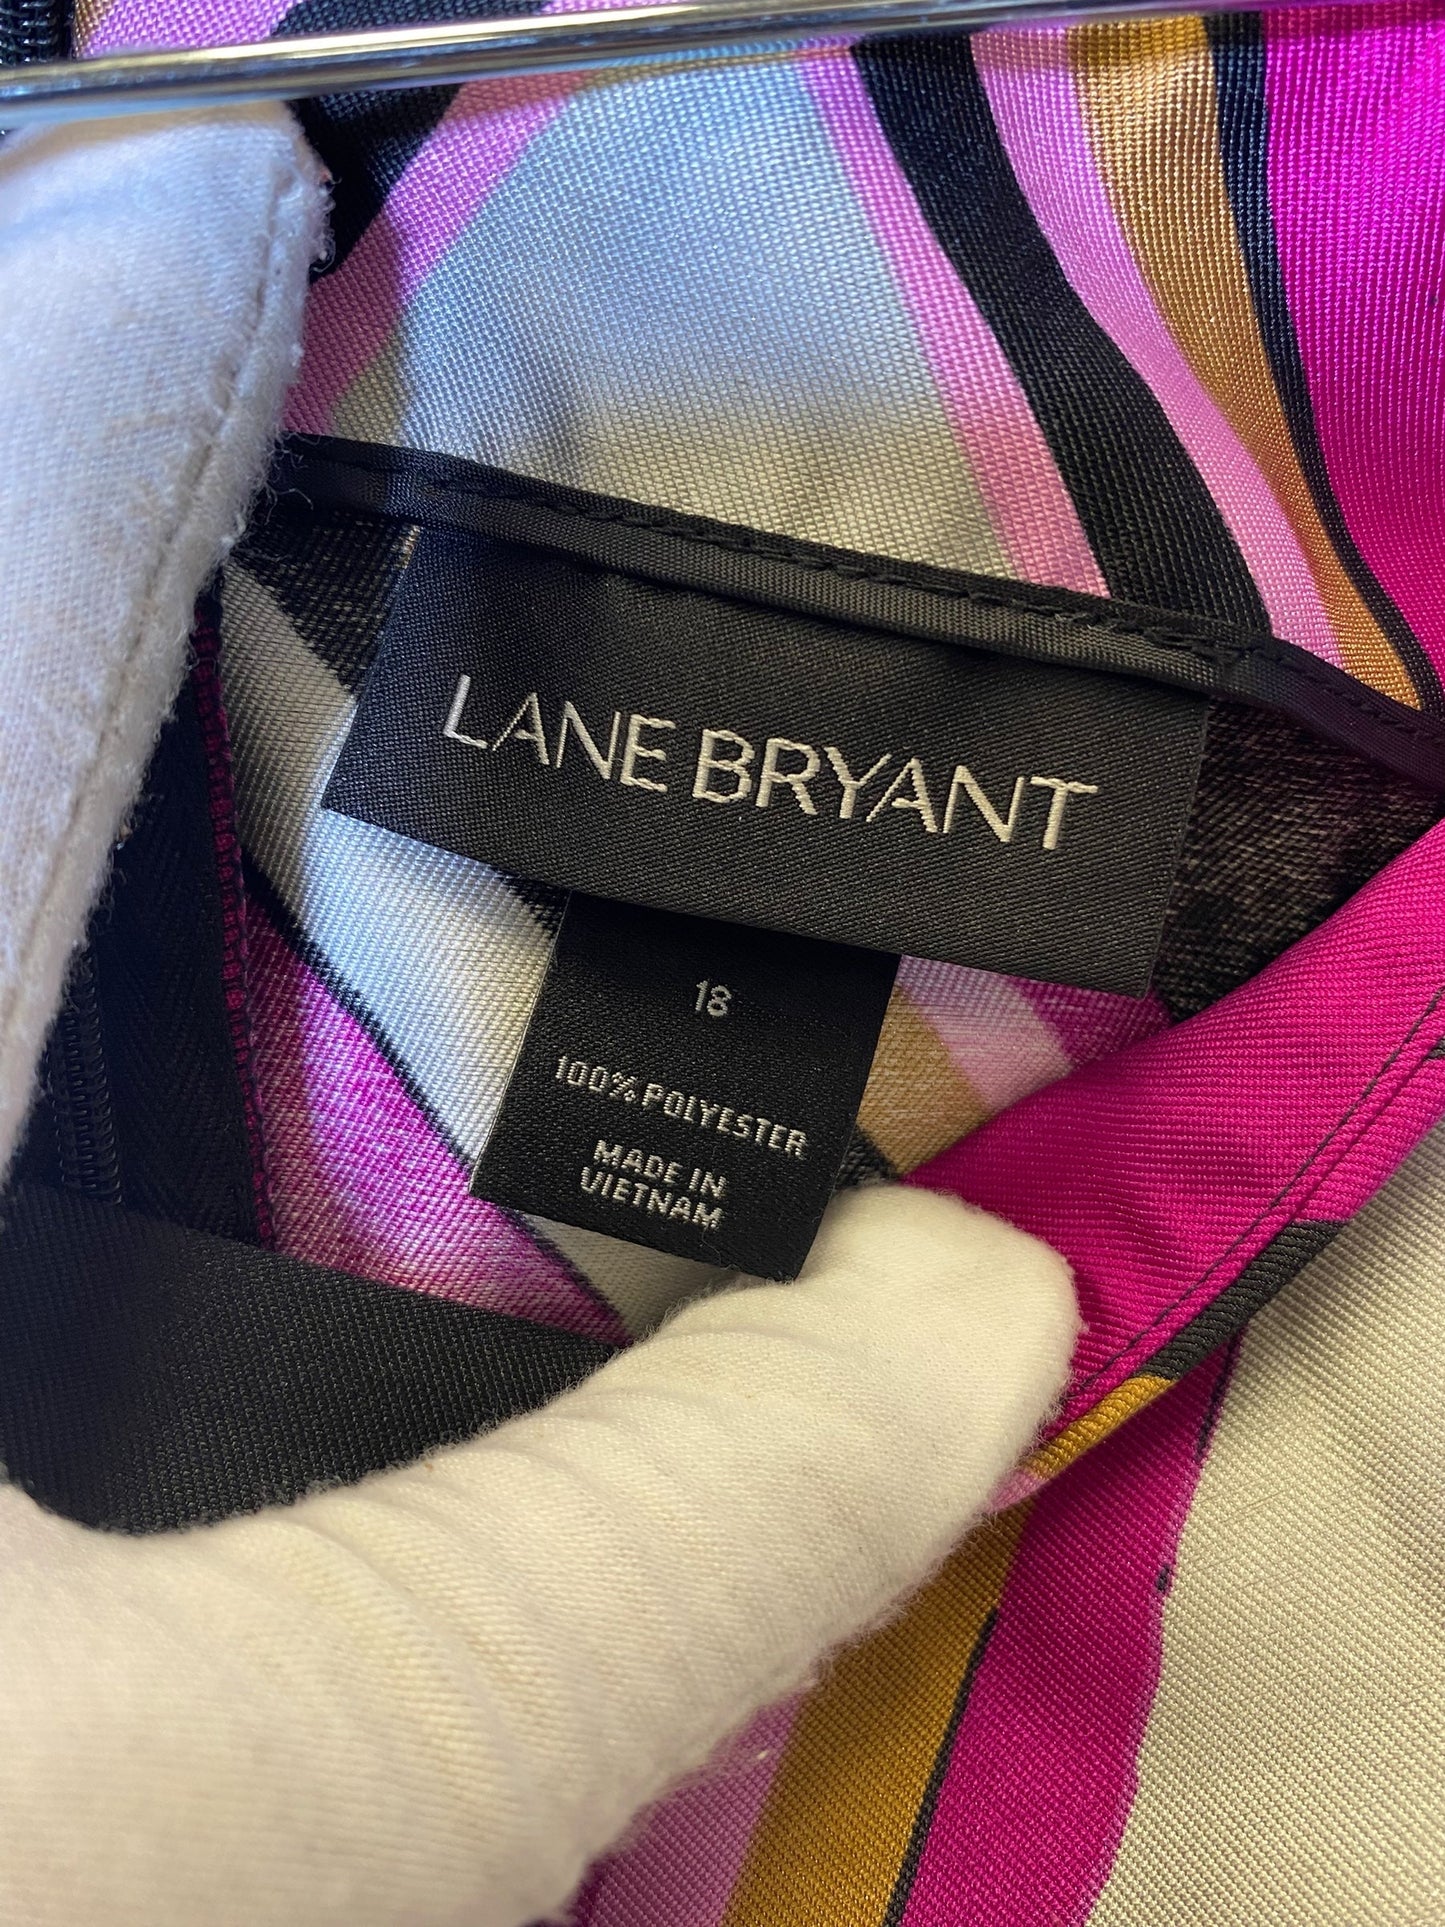 LANE BRYANT
18
100% POLYESTER
MADE IN
VIETNAM